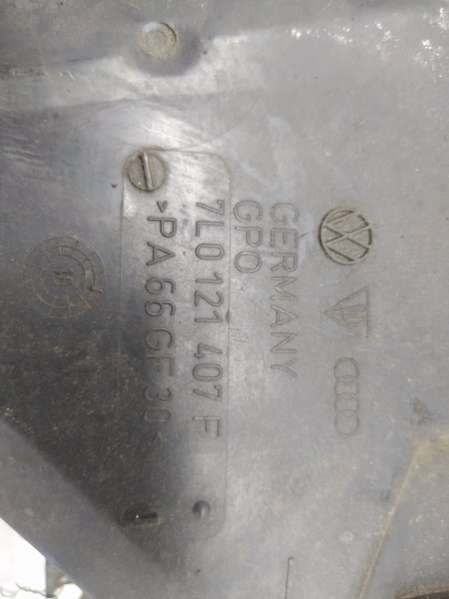 GERMANY
GPO
7L0 121 407 F
>PA 66 GF 30<